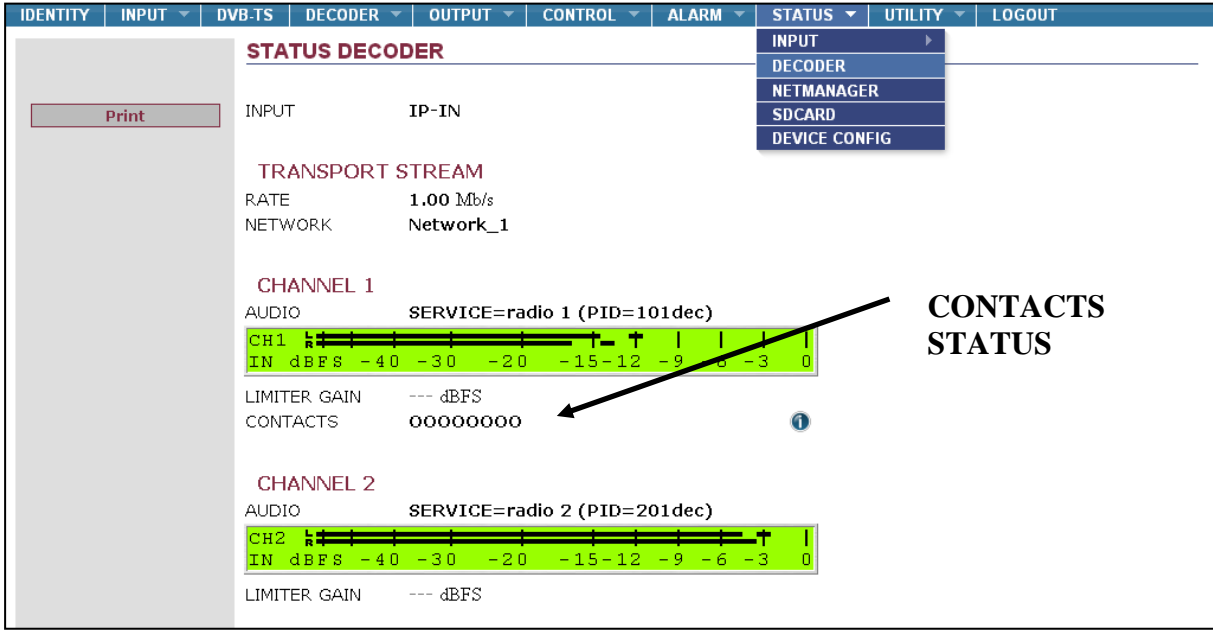 IDENTITY INPUT DVB-TS DECODER OUTPUT CONTROL ALARM STATUS UTILITY LOGOUT
INPUT
DECODER
NETMANAGER
SDCARD
DEVICE CONFIG
Print
STATUS DECODER
INPUT IP-IN
TRANSPORT STREAM
RATE 1.00 Mb/s
NETWORK Network_1
CHANNEL 1
AUDIO SERVICE=radio 1 (PID=101dec)
CH1 L R
IN dBFS -40 -30 -20 -15-12 -9 -6 -3 0
LIMITER GAIN --- dBFS
CONTACTS OOOOOOOO
CONTACTS
STATUS
CHANNEL 2
AUDIO SERVICE=radio 2 (PID=201dec)
CH2 L R
IN dBFS -40 -30 -20 -15-12 -9 -6 -3 0
LIMITER GAIN --- dBFS